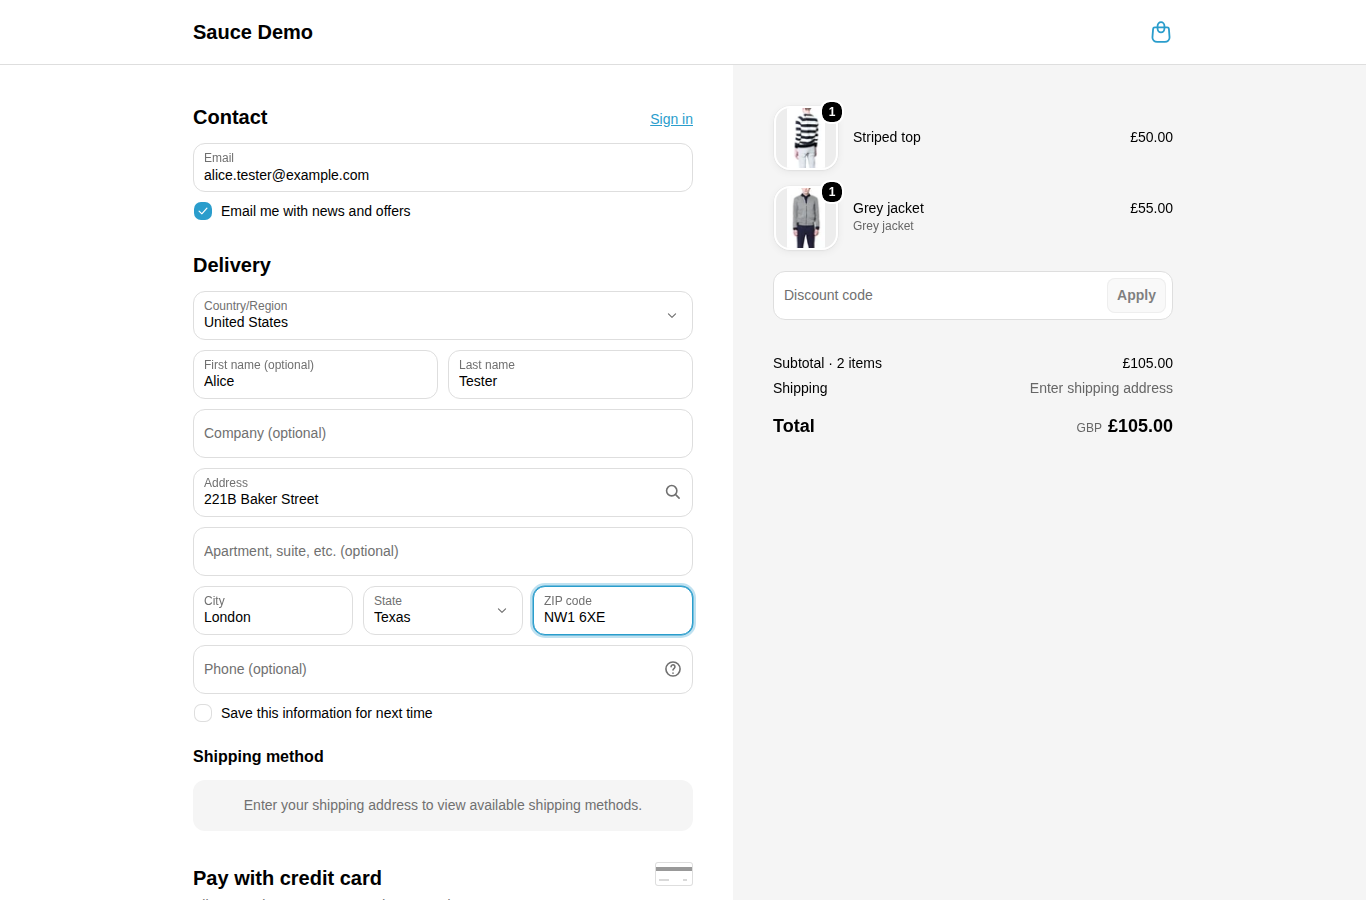 Sauce Demo
Contact
Sign in
Email
alice.tester@example.com
Email me with news and offers
Delivery
Country/Region
United States
First name (optional)
Alice
Last name
Tester
Company (optional)
Address
221B Baker Street
Apartment, suite, etc. (optional)
City
London
State
Texas
ZIP code
NW1 6XE
Phone (optional)
Save this information for next time
Shipping method
Enter your shipping address to view available shipping methods.
Pay with credit card
1
Striped top
£50.00
1
Grey jacket
£55.00
Grey jacket
Discount code
Apply
Subtotal · 2 items
£105.00
Shipping
Enter shipping address
Total
GBP £105.00